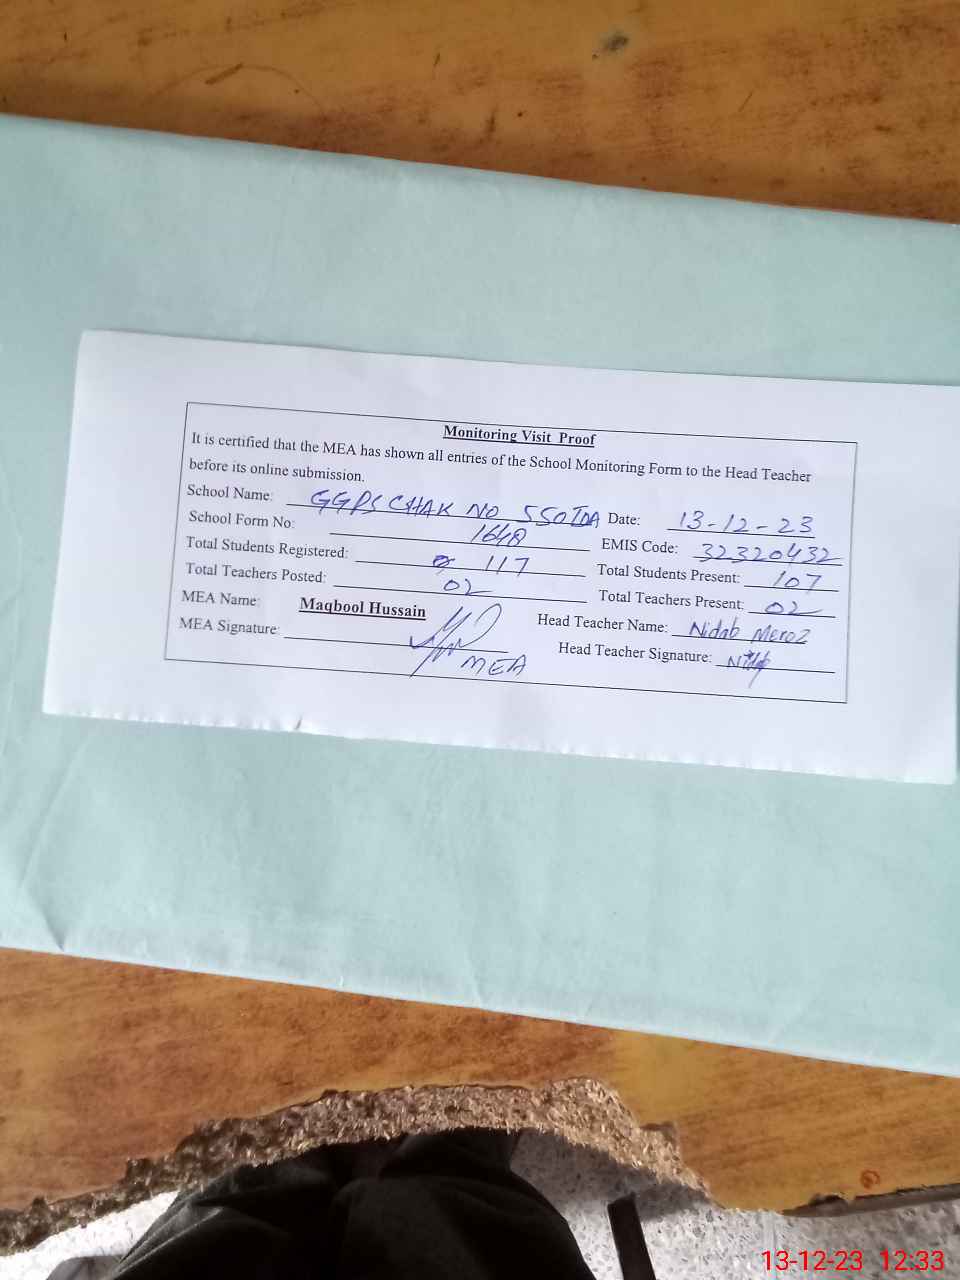 Monitoring Visit Proof
It is certified that the MEA has shown all entries of the School Monitoring Form to the Head Teacher
before its online submission.
School Name: GGPS CHAK NO 550TDA Date: 13-12-23
School Form No: 1648 EMIS Code: 32320432
Total Students Registered: 117 Total Students Present: 107
Total Teachers Posted: 02 Total Teachers Present: 02
MEA Name: Maqbool Hussain Head Teacher Name: Nidab
MEA Signature: MEA Head Teacher Signature:
13-12-23 12:33